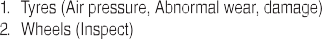 1. Tyres (Air pressure, Abnormal wear, damage)
2. Wheels (Inspect)